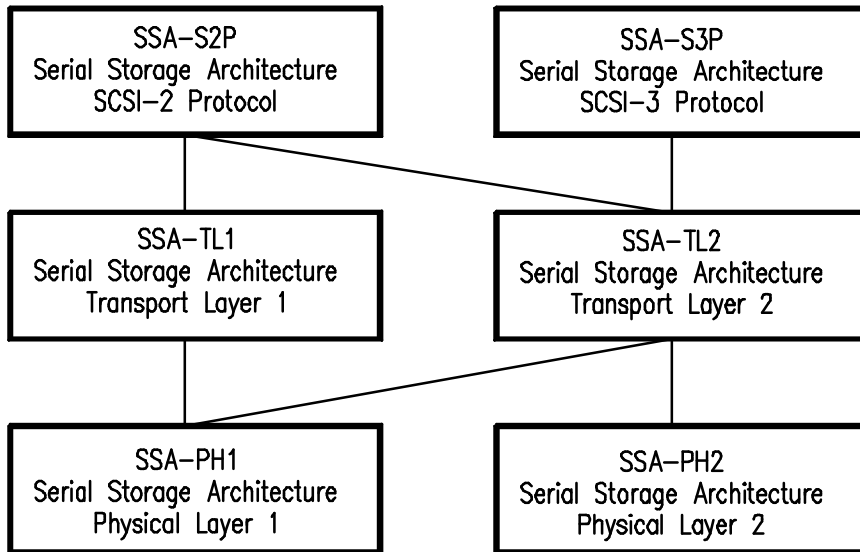 SSA-S2P
Serial Storage Architecture
SCSI-2 Protocol
SSA-S3P
Serial Storage Architecture
SCSI-3 Protocol
SSA-TL1
Serial Storage Architecture
Transport Layer 1
SSA-TL2
Serial Storage Architecture
Transport Layer 2
SSA-PH1
Serial Storage Architecture
Physical Layer 1
SSA-PH2
Serial Storage Architecture
Physical Layer 2